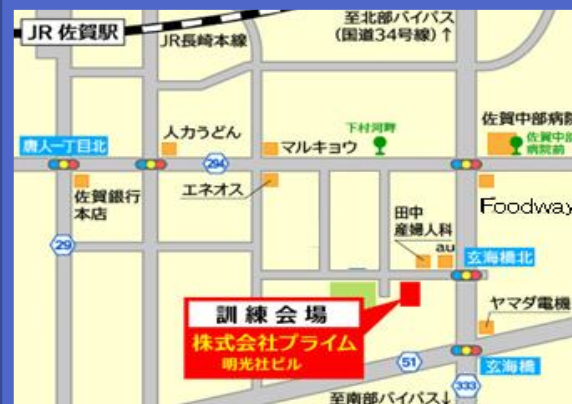 JR 佐賀駅
JR長崎本線
至北部バイパス
(国道34号線)↑
唐人一丁目北
人力うどん
294
マルキョウ
下村河畔
佐賀中部病院
佐賀中部
病院前
佐賀銀行
本店
エネオス
Foodway
田中
産婦人科
au
29
玄海橋北
訓練会場
株式会社プライム
明光社ビル
ヤマダ電機
51
玄海橋
333
至南部バイパス↓